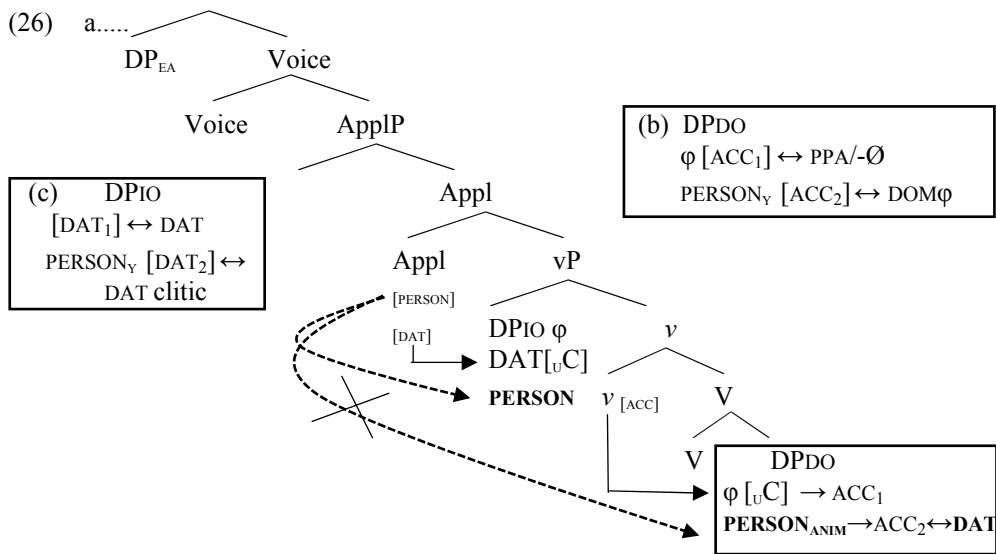 (26) a.....
DP_EA Voice
Voice ApplP
(b) DPDO
φ [ACC₁] ↔ PPA/-Ø
PERSON_Y [ACC₂] ↔ DOMφ
(c) DPIO
[DAT₁] ↔ DAT
PERSON_Y [DAT₂] ↔
DAT clitic
Appl
Appl vP
[PERSON]
[DAT]
DPIO φ
DAT[_UC]
PERSON
v
v [ACC] V
V DPDO
φ [_UC] → ACC₁
PERSON_ANIM→ACC₂↔DAT